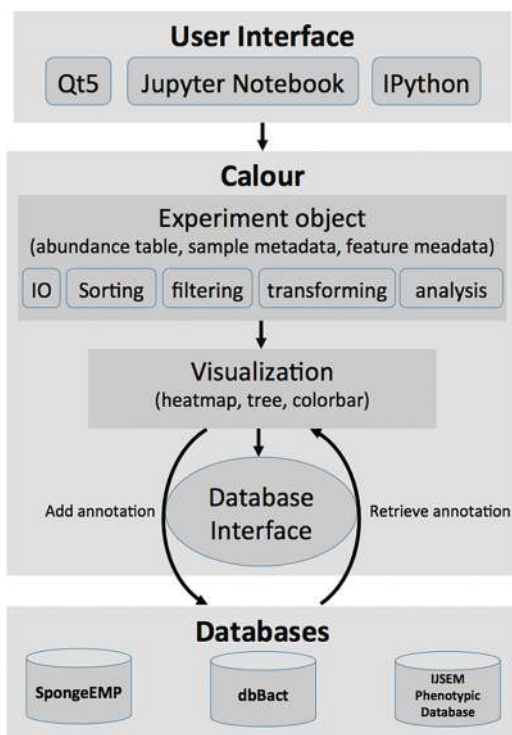 User Interface
Qt5
Jupyter Notebook
IPython
Calour
Experiment object
(abundance table, sample metadata, feature meadata)
IO
Sorting
filtering
transforming
analysis
Visualization
(heatmap, tree, colorbar)
Add annotation
Database
Interface
Retrieve annotation
Databases
SpongeEMP
dbBact
IJSEM
Phenotypic
Database